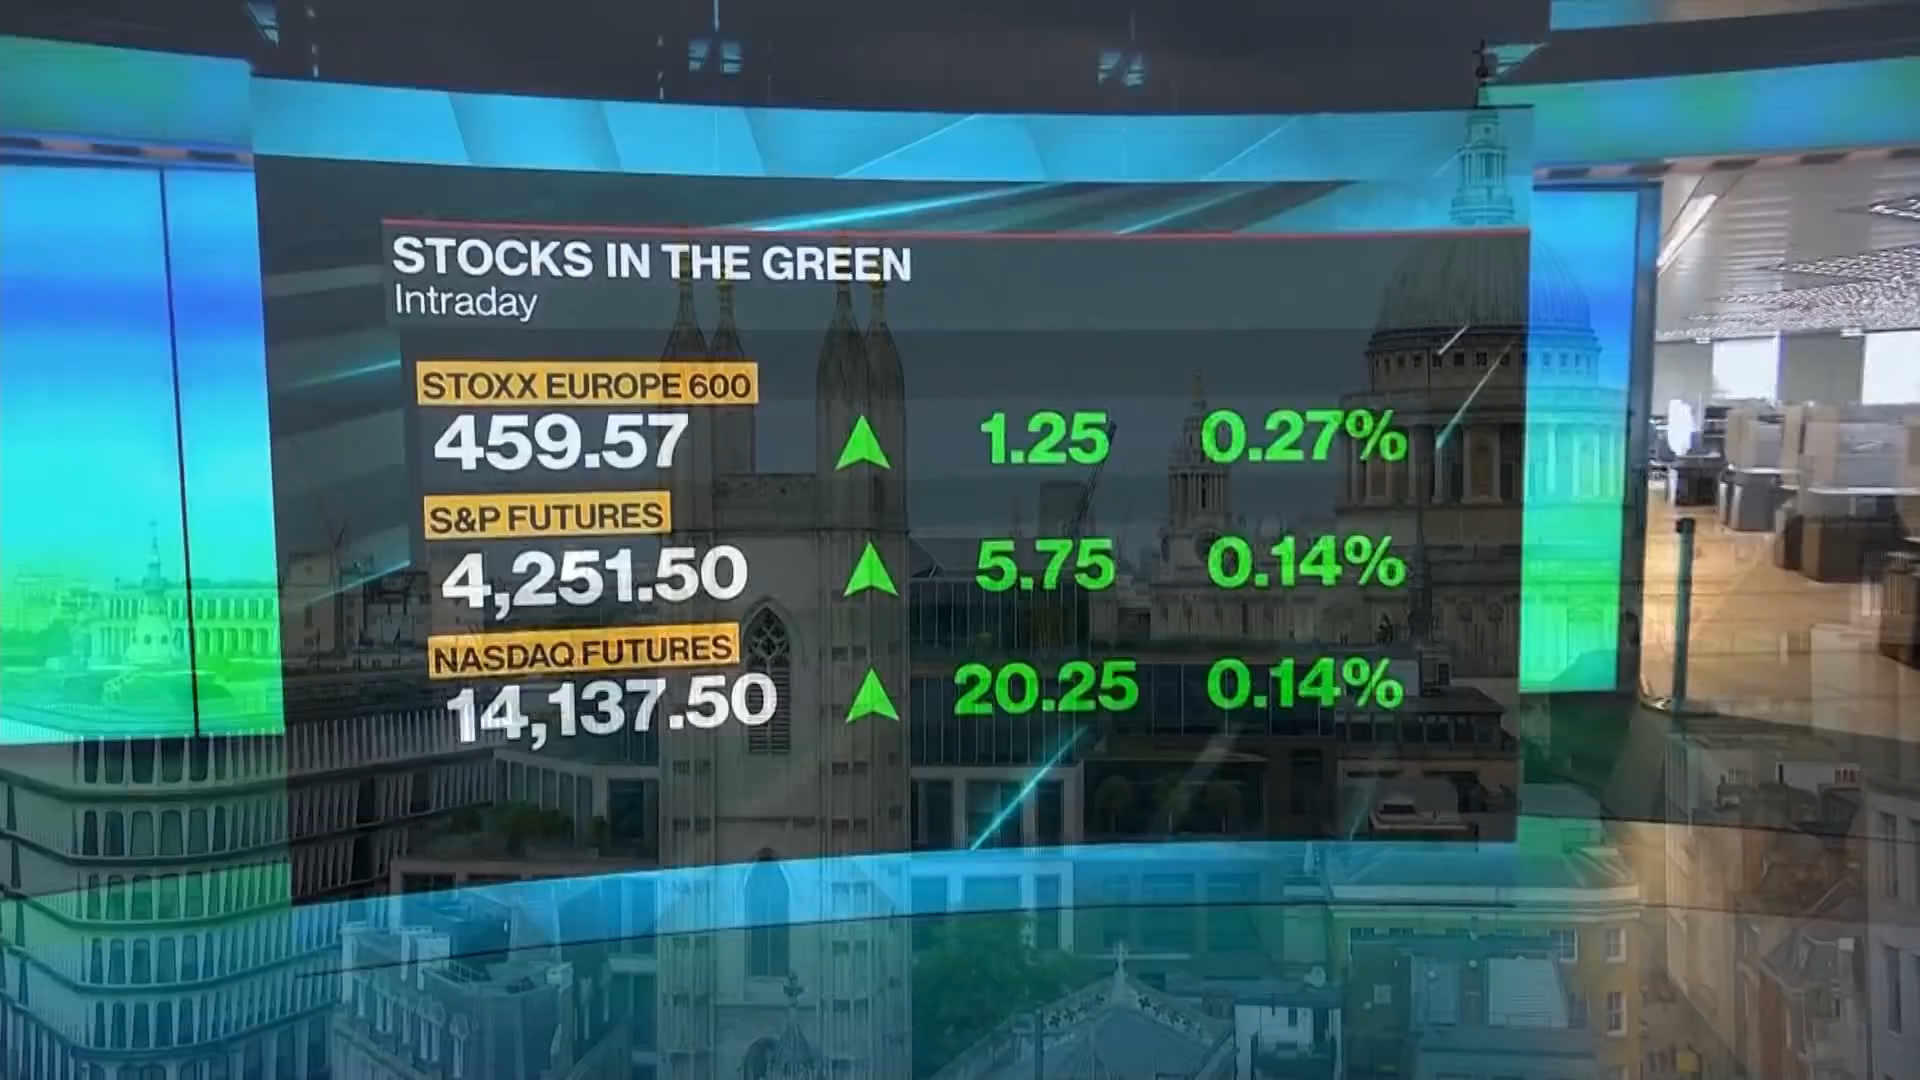 STOCKS IN THE GREEN
Intraday
STOXX EUROPE 600
459.57 1.25 0.27%
S&P FUTURES
4,251.50 5.75 0.14%
NASDAQ FUTURES
14,137.50 20.25 0.14%